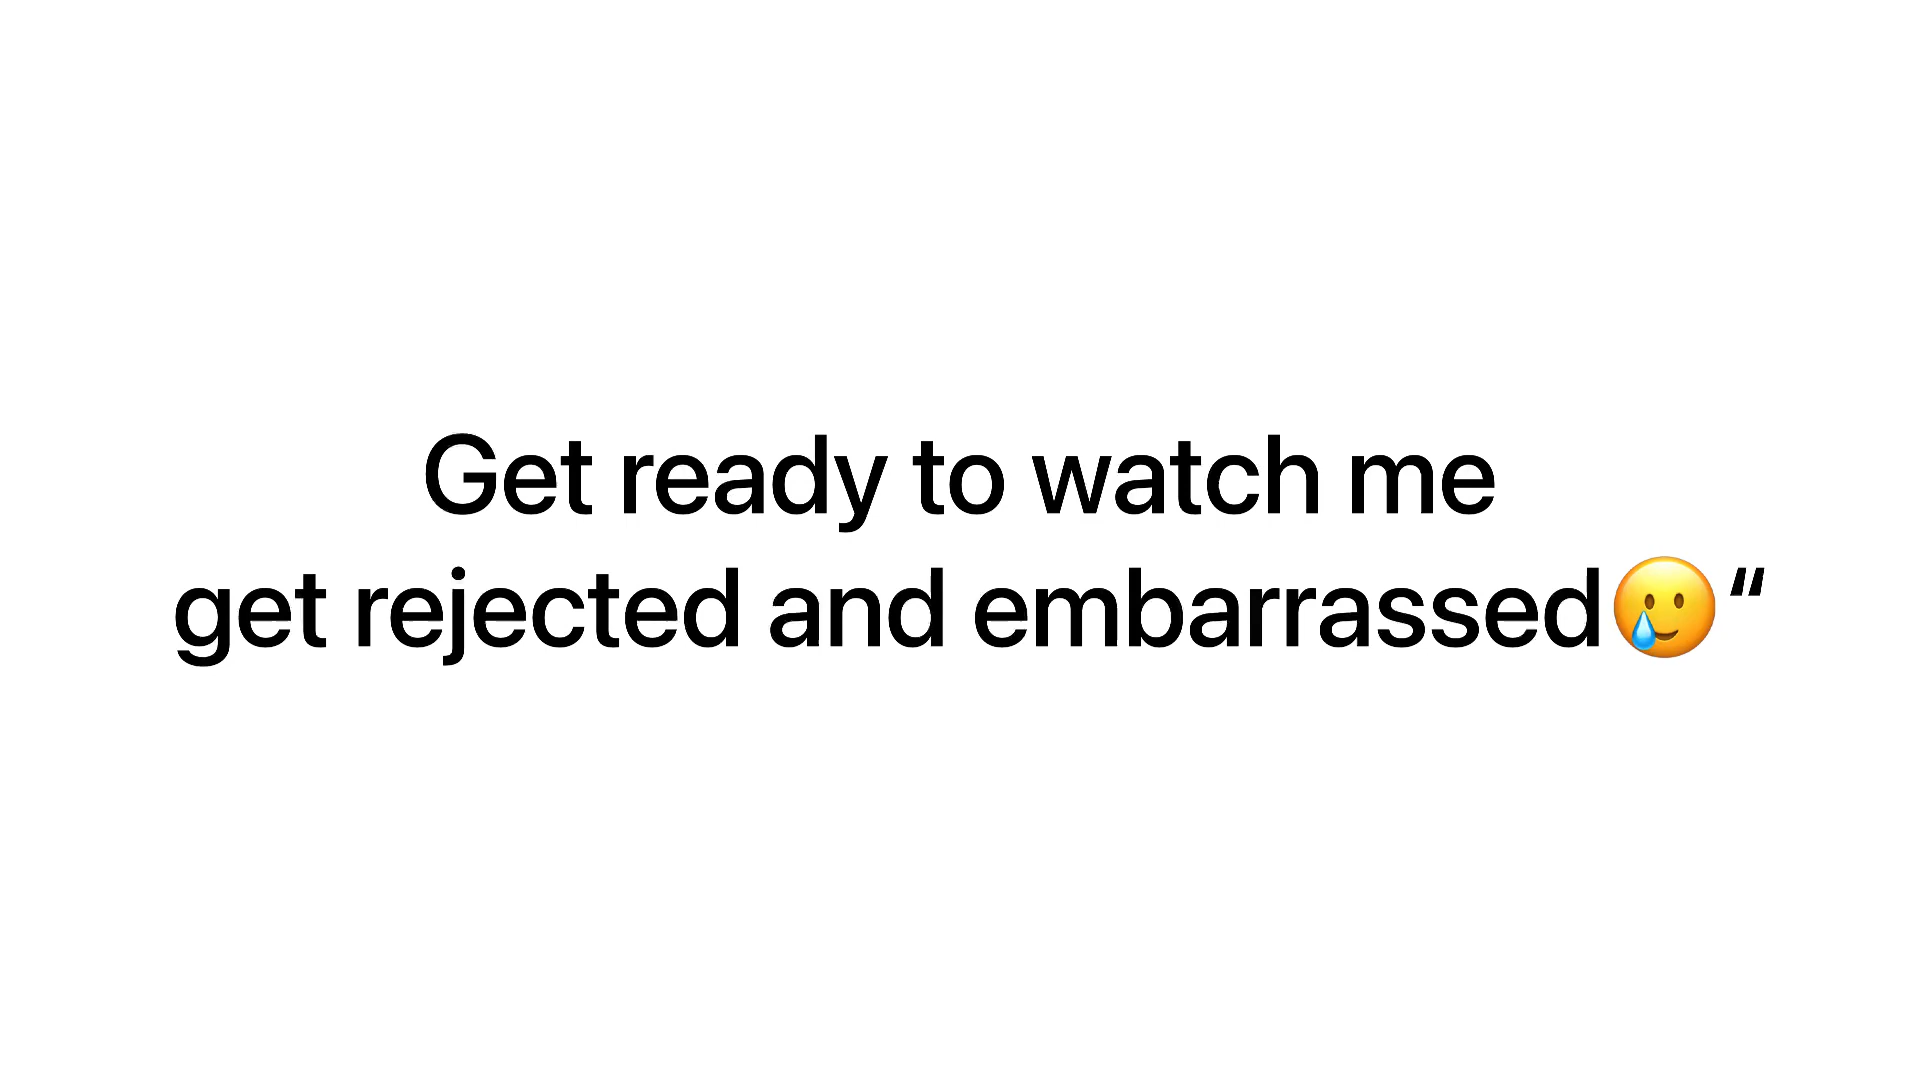 Get ready to watch me
get rejected and embarrassed🥲“